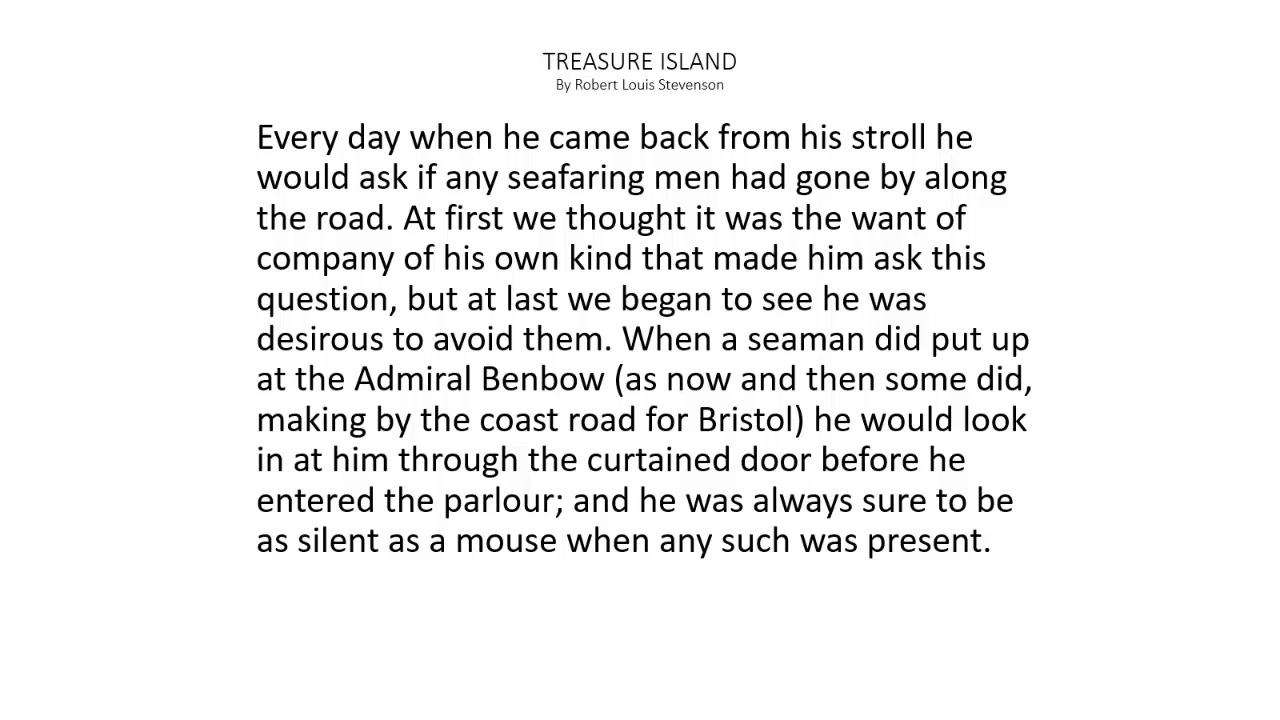 TREASURE ISLAND
By Robert Louis Stevenson
Every day when he came back from his stroll he
would ask if any seafaring men had gone by along
the road. At first we thought it was the want of
company of his own kind that made him ask this
question, but at last we began to see he was
desirous to avoid them. When a seaman did put up
at the Admiral Benbow (as now and then some did,
making by the coast road for Bristol) he would look
in at him through the curtained door before he
entered the parlour; and he was always sure to be
as silent as a mouse when any such was present.